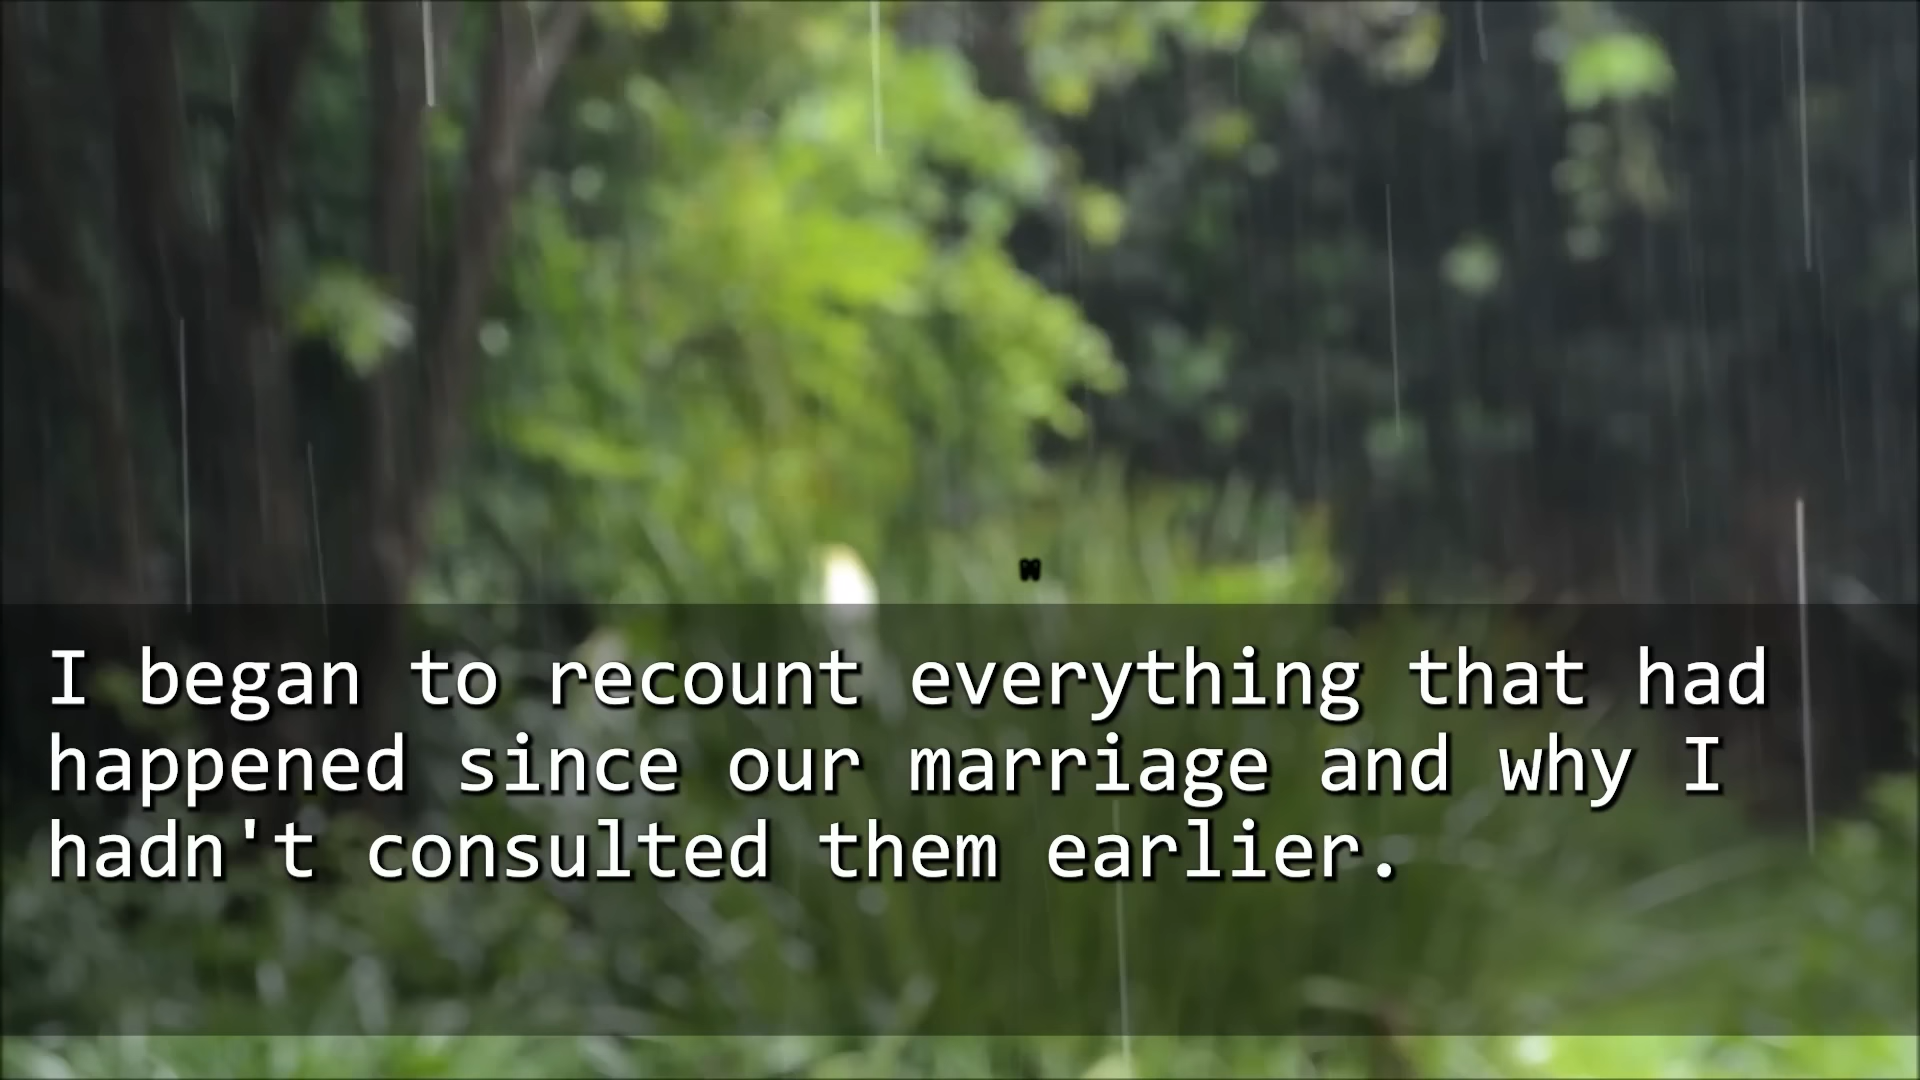 I began to recount everything that had
happened since our marriage and why I
hadn't consulted them earlier.